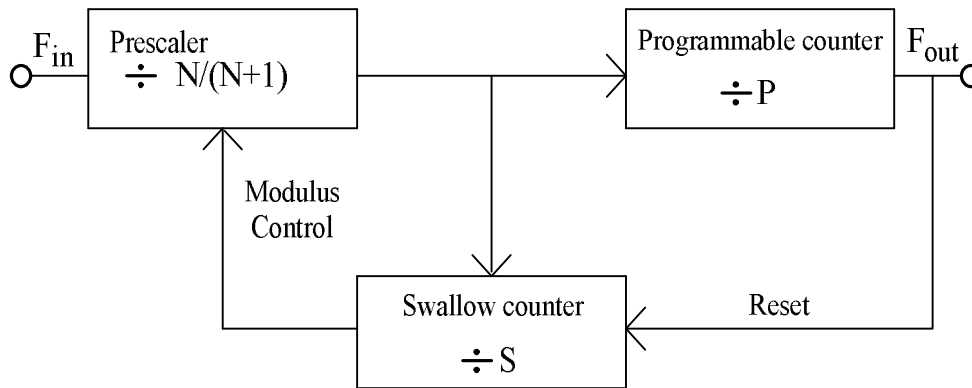 F_in
Prescaler
÷ N/(N+1)
Programmable counter
÷ P
F_out
Modulus
Control
Swallow counter
÷ S
Reset